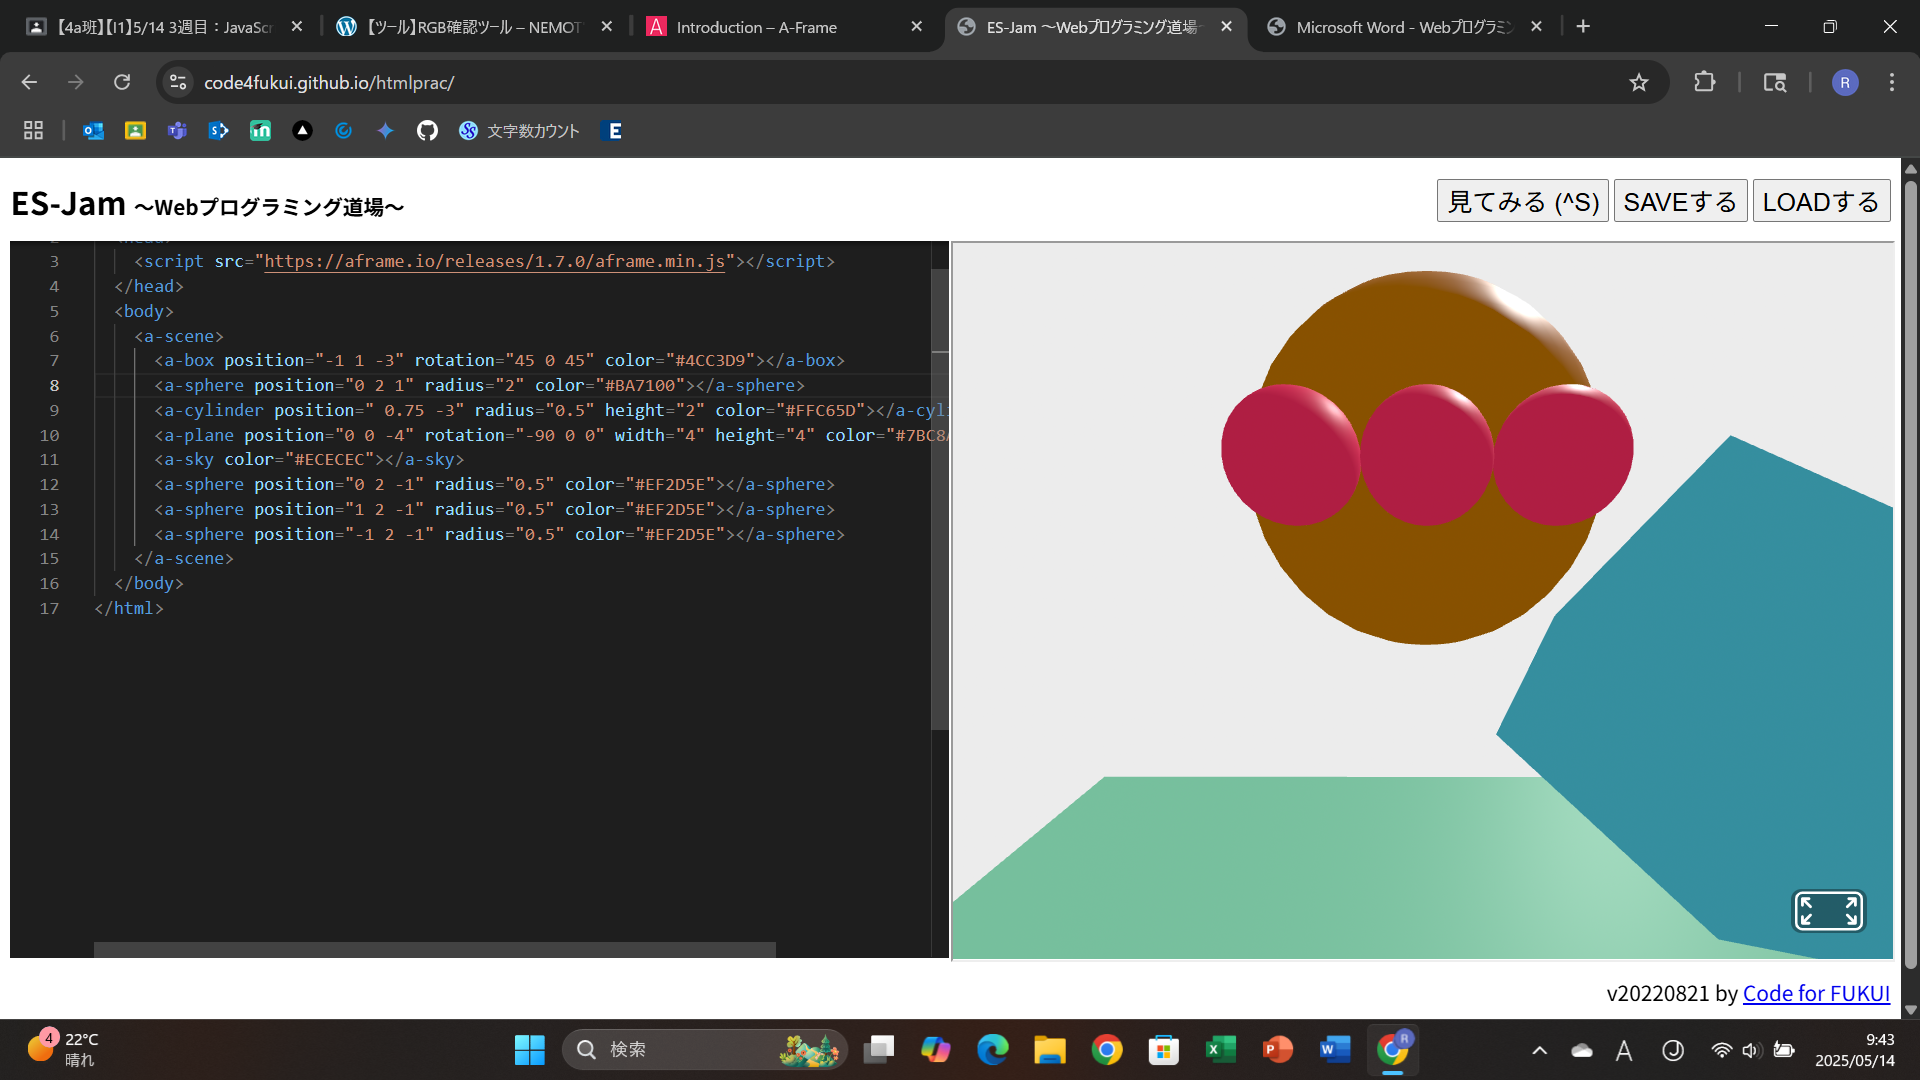 【4a班】【I1】5/14 3週目：JavaScr
【ツール】RGB確認ツール – NEMOT
Introduction – A-Frame
ES-Jam ～Webプログラミング道場～
Microsoft Word - Webプログラミン
code4fukui.github.io/htmlprac/
R
文字数カウント
ES-Jam ～Webプログラミング道場～
見てみる (^S)
SAVEする
LOADする
3 <script src="https://aframe.io/releases/1.7.0/aframe.min.js"></script>
4 </head>
5 <body>
6 <a-scene>
7 <a-box position="-1 1 -3" rotation="45 0 45" color="#4CC3D9"></a-box>
8 <a-sphere position="0 2 1" radius="2" color="#BA7100"></a-sphere>
9 <a-cylinder position=" 0.75 -3" radius="0.5" height="2" color="#FFC65D"></a-cyl
10 <a-plane position="0 0 -4" rotation="-90 0 0" width="4" height="4" color="#7BC8
11 <a-sky color="#ECECEC"></a-sky>
12 <a-sphere position="0 2 -1" radius="0.5" color="#EF2D5E"></a-sphere>
13 <a-sphere position="1 2 -1" radius="0.5" color="#EF2D5E"></a-sphere>
14 <a-sphere position="-1 2 -1" radius="0.5" color="#EF2D5E"></a-sphere>
15 </a-scene>
16 </body>
17 </html>
v20220821 by Code for FUKUI
4
22°C
晴れ
検索
A
J
9:43
2025/05/14